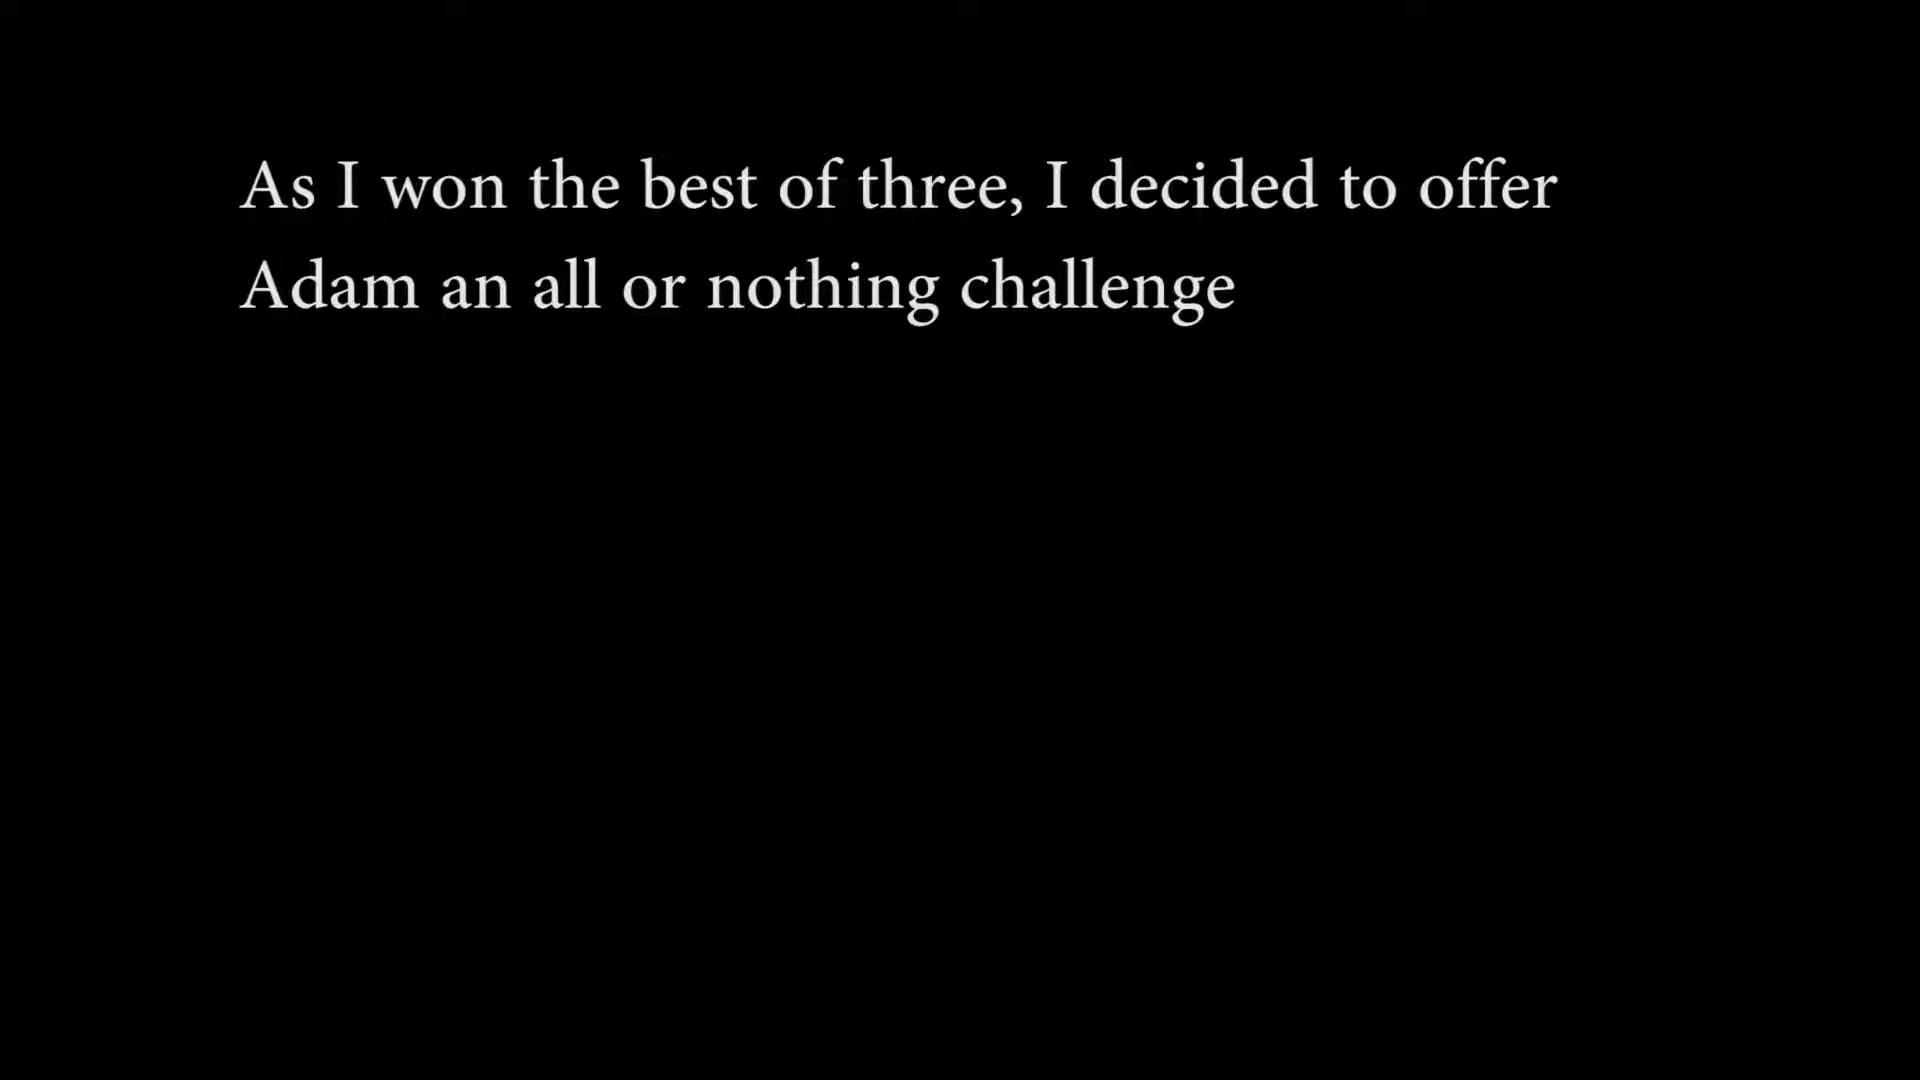 As I won the best of three, I decided to offer
Adam an all or nothing challenge